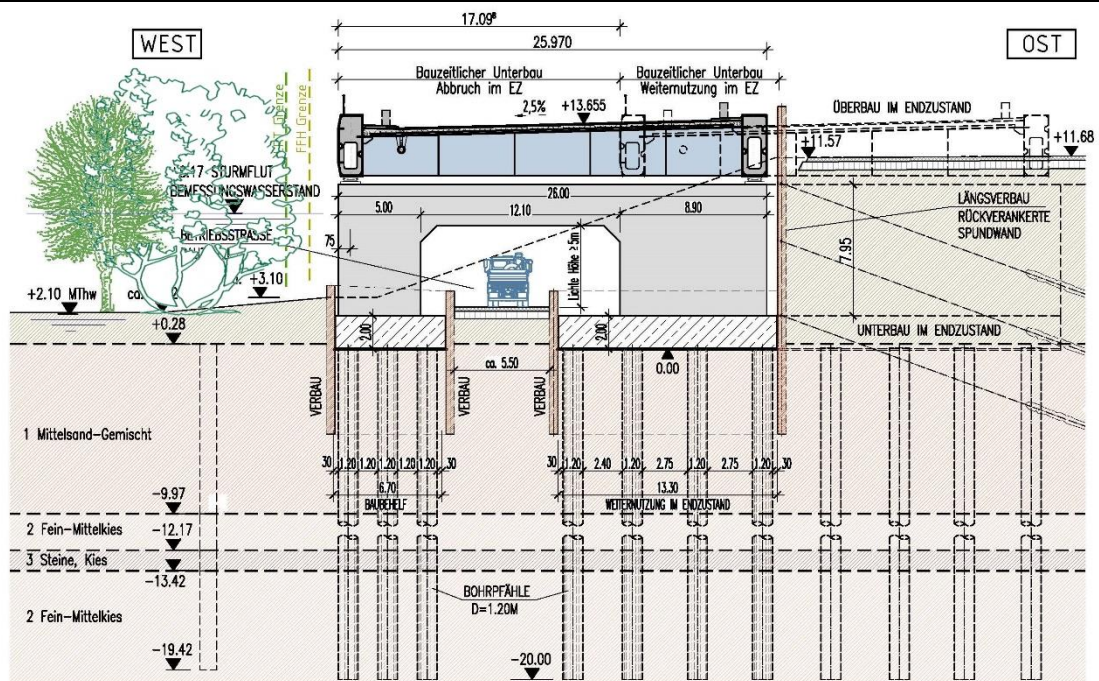 17.09⁸
WEST
OST
25.970
Bauzeitlicher Unterbau
Abbruch im EZ
Bauzeitlicher Unterbau
Weiternutzung im EZ
FFH Grenze
2,5%
+13.655
ÜBERBAU IM ENDZUSTAND
+11.57
+11.68
STURMFLUT
BEMESSUNGSWASSERSTAND
26.00
5.00
12.10
8.90
LÄNGSVERBAU
RÜCKVERANKERTE
SPUNDWAND
BETRIEBSSTRASSE
75
Lichte Höhe ≥5m
7.95
+3.10
+2.10 MThw
ca.
+0.28
2.00
2.00
UNTERBAU IM ENDZUSTAND
ca. 5.50
0.00
VERBAU
VERBAU
VERBAU
1 Mittelsand-Gemischt
30
1.20
1.20
1.20
1.20
1.20
30
30
1.20
2.40
1.20
2.75
1.20
2.75
1.20
30
6.70
13.30
BAUBEHELF
WEITERNUTZUNG IM ENDZUSTAND
-9.97
2 Fein-Mittelkies
-12.17
3 Steine, Kies
-13.42
BOHRPFÄHLE
D=1.20M
2 Fein-Mittelkies
-19.42
-20.00